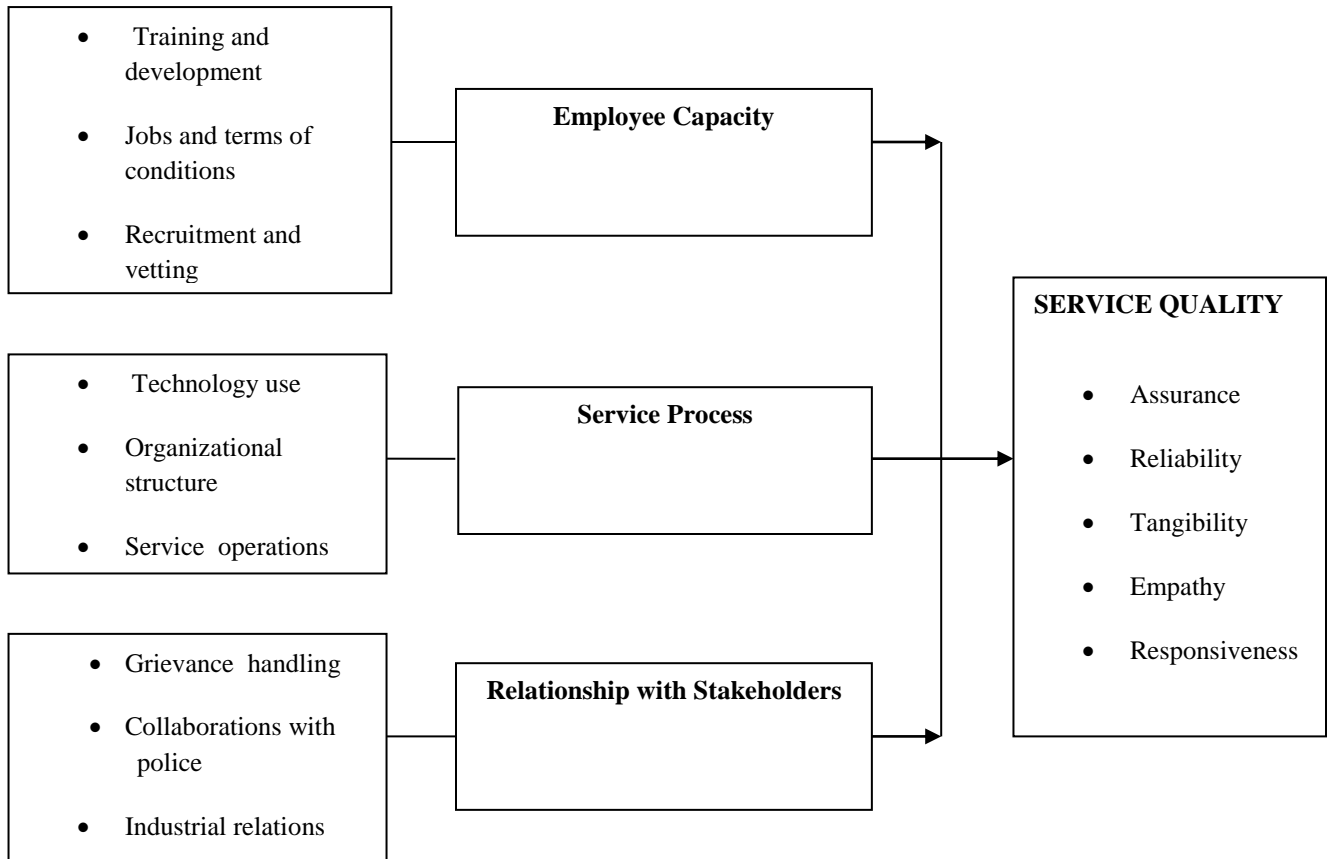 • Training and
development
• Jobs and terms of
conditions
• Recruitment and
vetting
Employee Capacity
• Technology use
• Organizational
structure
• Service operations
Service Process
• Grievance handling
• Collaborations with
police
• Industrial relations
Relationship with Stakeholders
SERVICE QUALITY
• Assurance
• Reliability
• Tangibility
• Empathy
• Responsiveness